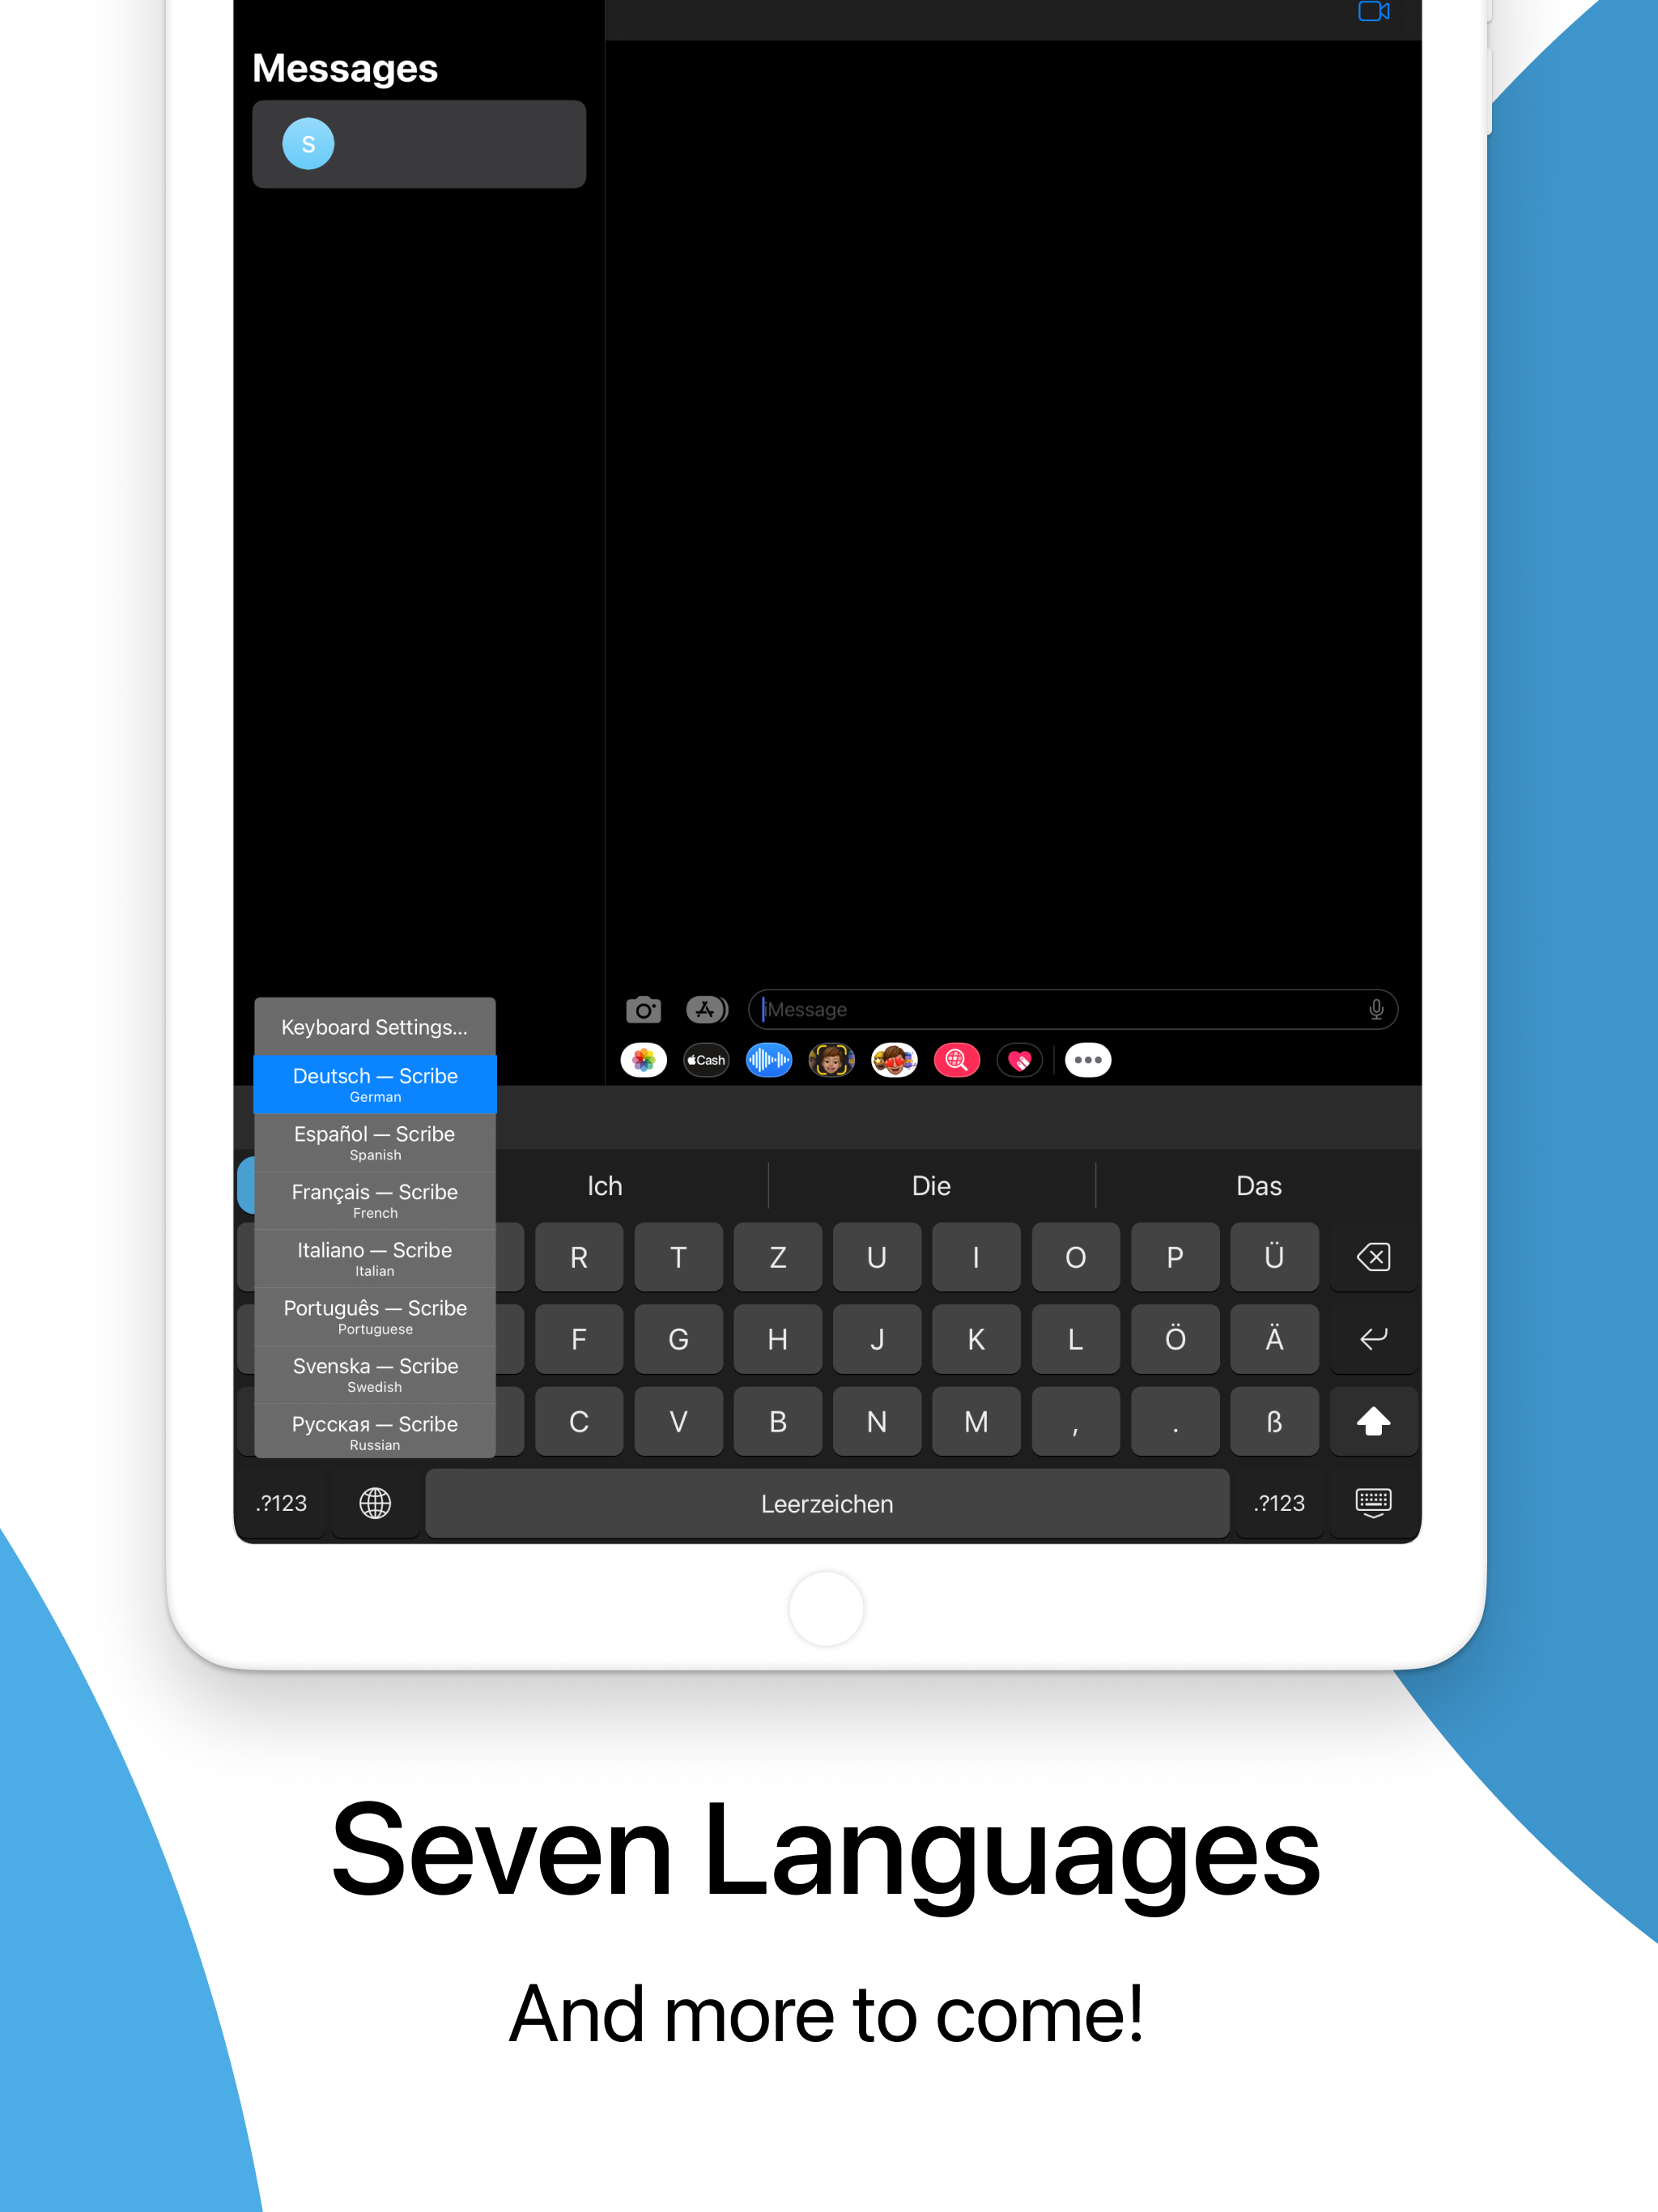 Messages
S
iMessage
Cash
Keyboard Settings...
Deutsch — Scribe
German
Español — Scribe
Spanish
Français — Scribe
French
Italiano — Scribe
Italian
Português — Scribe
Portuguese
Svenska — Scribe
Swedish
Русская — Scribe
Russian
Ich Die Das
R T Z U I O P Ü
F G H J K L Ö Ä
C V B N M , . ß
.?123 Leerzeichen .?123
Seven Languages
And more to come!